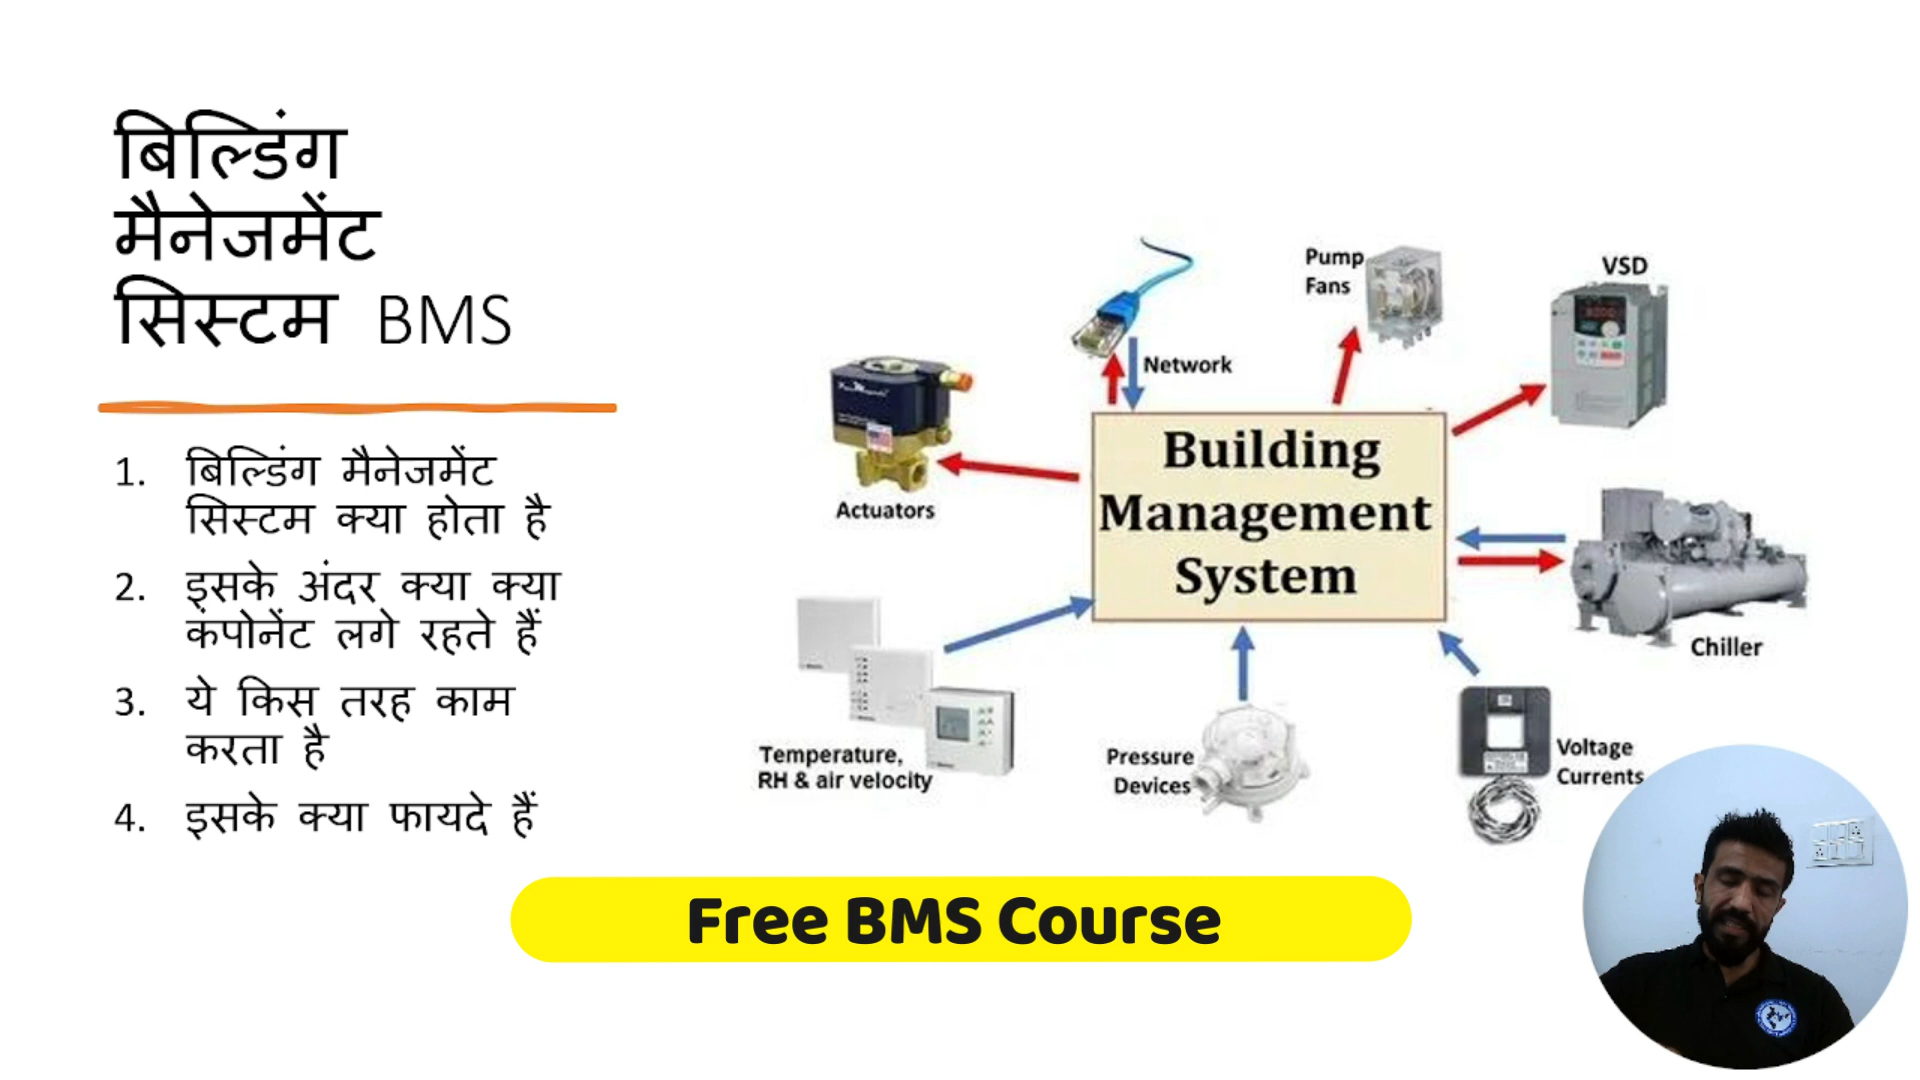 बिल्डिंग
मैनेजमेंट
सिस्टम BMS
1. बिल्डिंग मैनेजमेंट
सिस्टम क्या होता है
2. इसके अंदर क्या क्या
कंपोनेंट लगे रहते हैं
3. ये किस तरह काम
करता है
4. इसके क्या फायदे हैं
Network
Pump
Fans
VSD
Actuators
Building
Management
System
Chiller
Temperature,
RH & air velocity
Pressure
Devices
Voltage
Currents
Free BMS Course